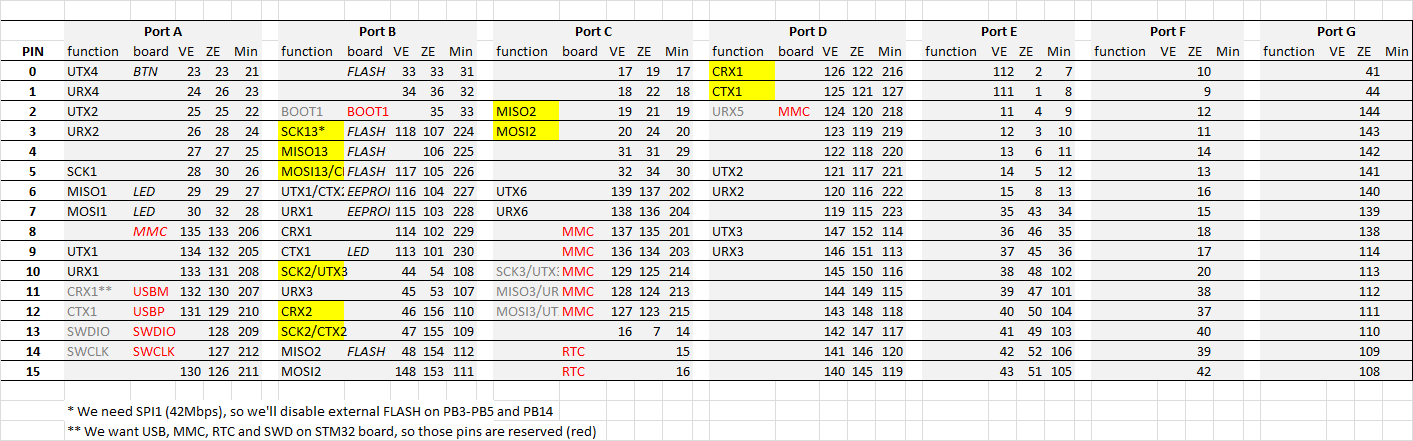 Port A Port B Port C Port D Port E Port F Port G
PIN function board VE ZE Min function board VE ZE Min function board VE ZE Min function board VE ZE Min function VE ZE Min function VE ZE Min function VE ZE Min
0 UTX4 BTN 23 23 21 FLASH 33 33 31 17 19 17 CRX1 126 122 216 112 2 7 10 41
1 URX4 24 26 23 34 36 32 18 22 18 CTX1 125 121 127 111 1 8 9 44
2 UTX2 25 25 22 BOOT1 BOOT1 35 33 MISO2 19 21 19 URX5 MMC 124 120 218 11 4 9 12 144
3 URX2 26 28 24 SCK13* FLASH 118 107 224 MOSI2 20 24 20 123 119 219 12 3 10 11 143
4 27 27 25 MISO13 FLASH 106 225 31 31 29 122 118 220 13 6 11 14 142
5 SCK1 28 30 26 MOSI13/C FLASH 117 105 226 32 34 30 UTX2 121 117 221 14 5 12 13 141
6 MISO1 LED 29 29 27 UTX1/CTX2 EEPRO 116 104 227 UTX6 139 137 202 URX2 120 116 222 15 8 13 16 140
7 MOSI1 LED 30 32 28 URX1 EEPRO 115 103 228 URX6 138 136 204 119 115 223 35 43 34 15 139
8 MMC 135 133 206 CRX1 114 102 229 MMC 137 135 201 UTX3 147 152 114 36 46 35 18 138
9 UTX1 134 132 205 CTX1 LED 113 101 230 MMC 136 134 203 URX3 146 151 113 37 45 36 17 114
10 URX1 133 131 208 SCK2/UTX3 44 54 108 SCK3/UTX MMC 129 125 214 145 150 116 38 48 102 20 113
11 CRX1** USBM 132 130 207 URX3 45 53 107 MISO3/UR MMC 128 124 213 144 149 115 39 47 101 38 112
12 CTX1 USBP 131 129 210 CRX2 46 156 110 MOSI3/UT MMC 127 123 215 143 148 118 40 50 104 37 111
13 SWDIO SWDIO 128 209 SCK2/CTX2 47 155 109 16 7 14 142 147 117 41 49 103 40 110
14 SWCLK SWCLK 127 212 MISO2 FLASH 48 154 112 RTC 15 141 146 120 42 52 106 39 109
15 130 126 211 MOSI2 148 153 111 RTC 16 140 145 119 43 51 105 42 108
* We need SPI1 (42Mbps), so we'll disable external FLASH on PB3-PB5 and PB14
** We want USB, MMC, RTC and SWD on STM32 board, so those pins are reserved (red)